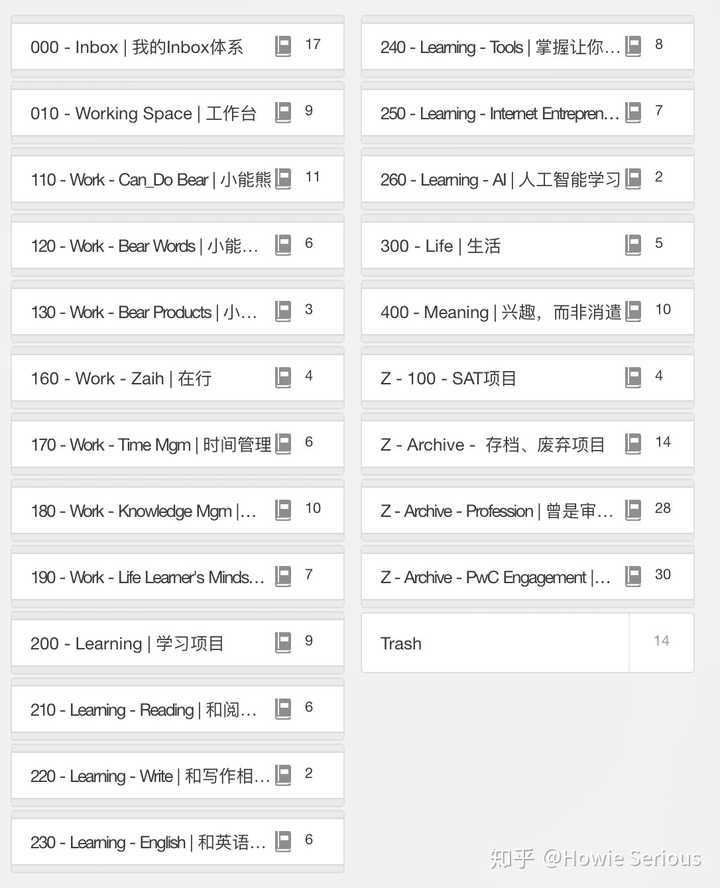 000 - Inbox | 我的Inbox体系 17
010 - Working Space | 工作台 9
110 - Work - Can_Do Bear | 小能熊 11
120 - Work - Bear Words | 小能… 6
130 - Work - Bear Products | 小… 3
160 - Work - Zaih | 在行 4
170 - Work - Time Mgm | 时间管理 6
180 - Work - Knowledge Mgm |… 10
190 - Work - Life Learner's Minds… 7
200 - Learning | 学习项目 9
210 - Learning - Reading | 和阅… 6
220 - Learning - Write | 和写作相… 2
230 - Learning - English | 和英语… 6
240 - Learning - Tools | 掌握让你… 8
250 - Learning - Internet Entrepren… 7
260 - Learning - AI | 人工智能学习 2
300 - Life | 生活 5
400 - Meaning | 兴趣，而非消遣 10
Z - 100 - SAT项目 4
Z - Archive - 存档、废弃项目 14
Z - Archive - Profession | 曾是审… 28
Z - Archive - PwC Engagement |… 30
Trash 14
知乎 @Howie Serious